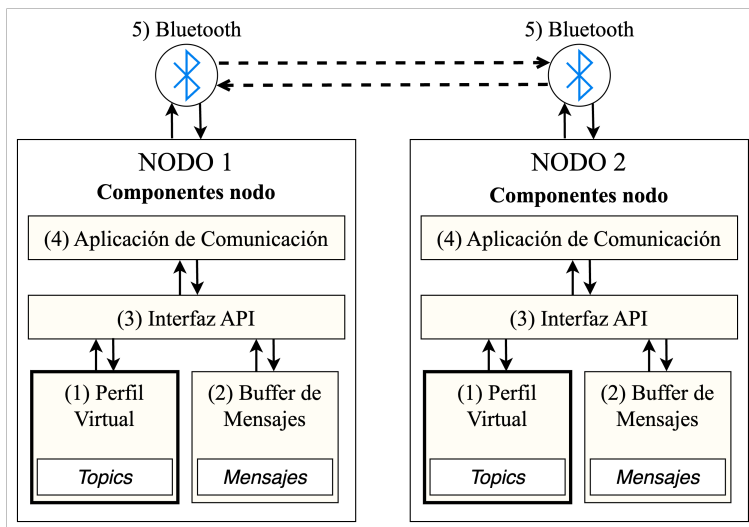 5) Bluetooth
5) Bluetooth
NODO 1
Componentes nodo
(4) Aplicación de Comunicación
(3) Interfaz API
(1) Perfil
Virtual
Topics
(2) Buffer de
Mensajes
Mensajes
NODO 2
Componentes nodo
(4) Aplicación de Comunicación
(3) Interfaz API
(1) Perfil
Virtual
Topics
(2) Buffer de
Mensajes
Mensajes